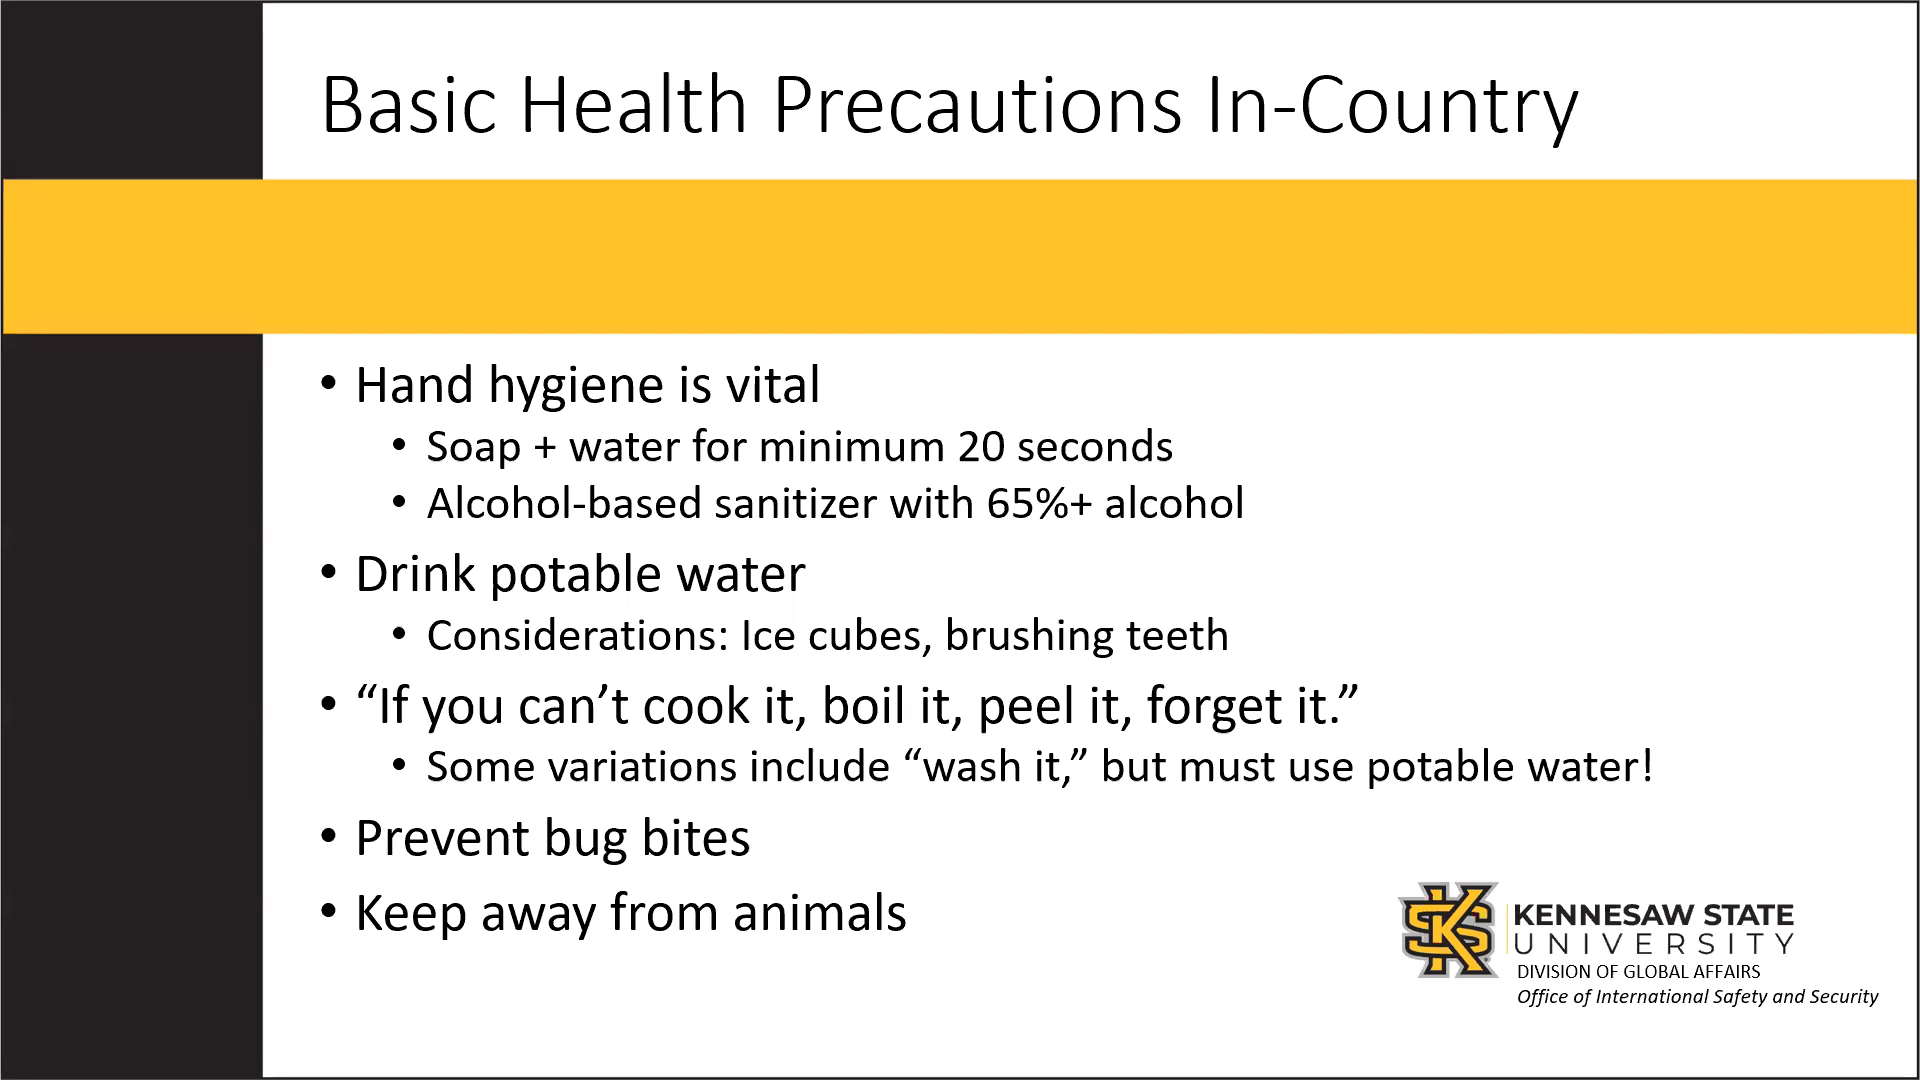 Basic Health Precautions In-Country
• Hand hygiene is vital
• Soap + water for minimum 20 seconds
• Alcohol-based sanitizer with 65%+ alcohol
• Drink potable water
• Considerations: Ice cubes, brushing teeth
• “If you can’t cook it, boil it, peel it, forget it.”
• Some variations include “wash it,” but must use potable water!
• Prevent bug bites
• Keep away from animals
KS
KENNESAW STATE
UNIVERSITY
DIVISION OF GLOBAL AFFAIRS
Office of International Safety and Security